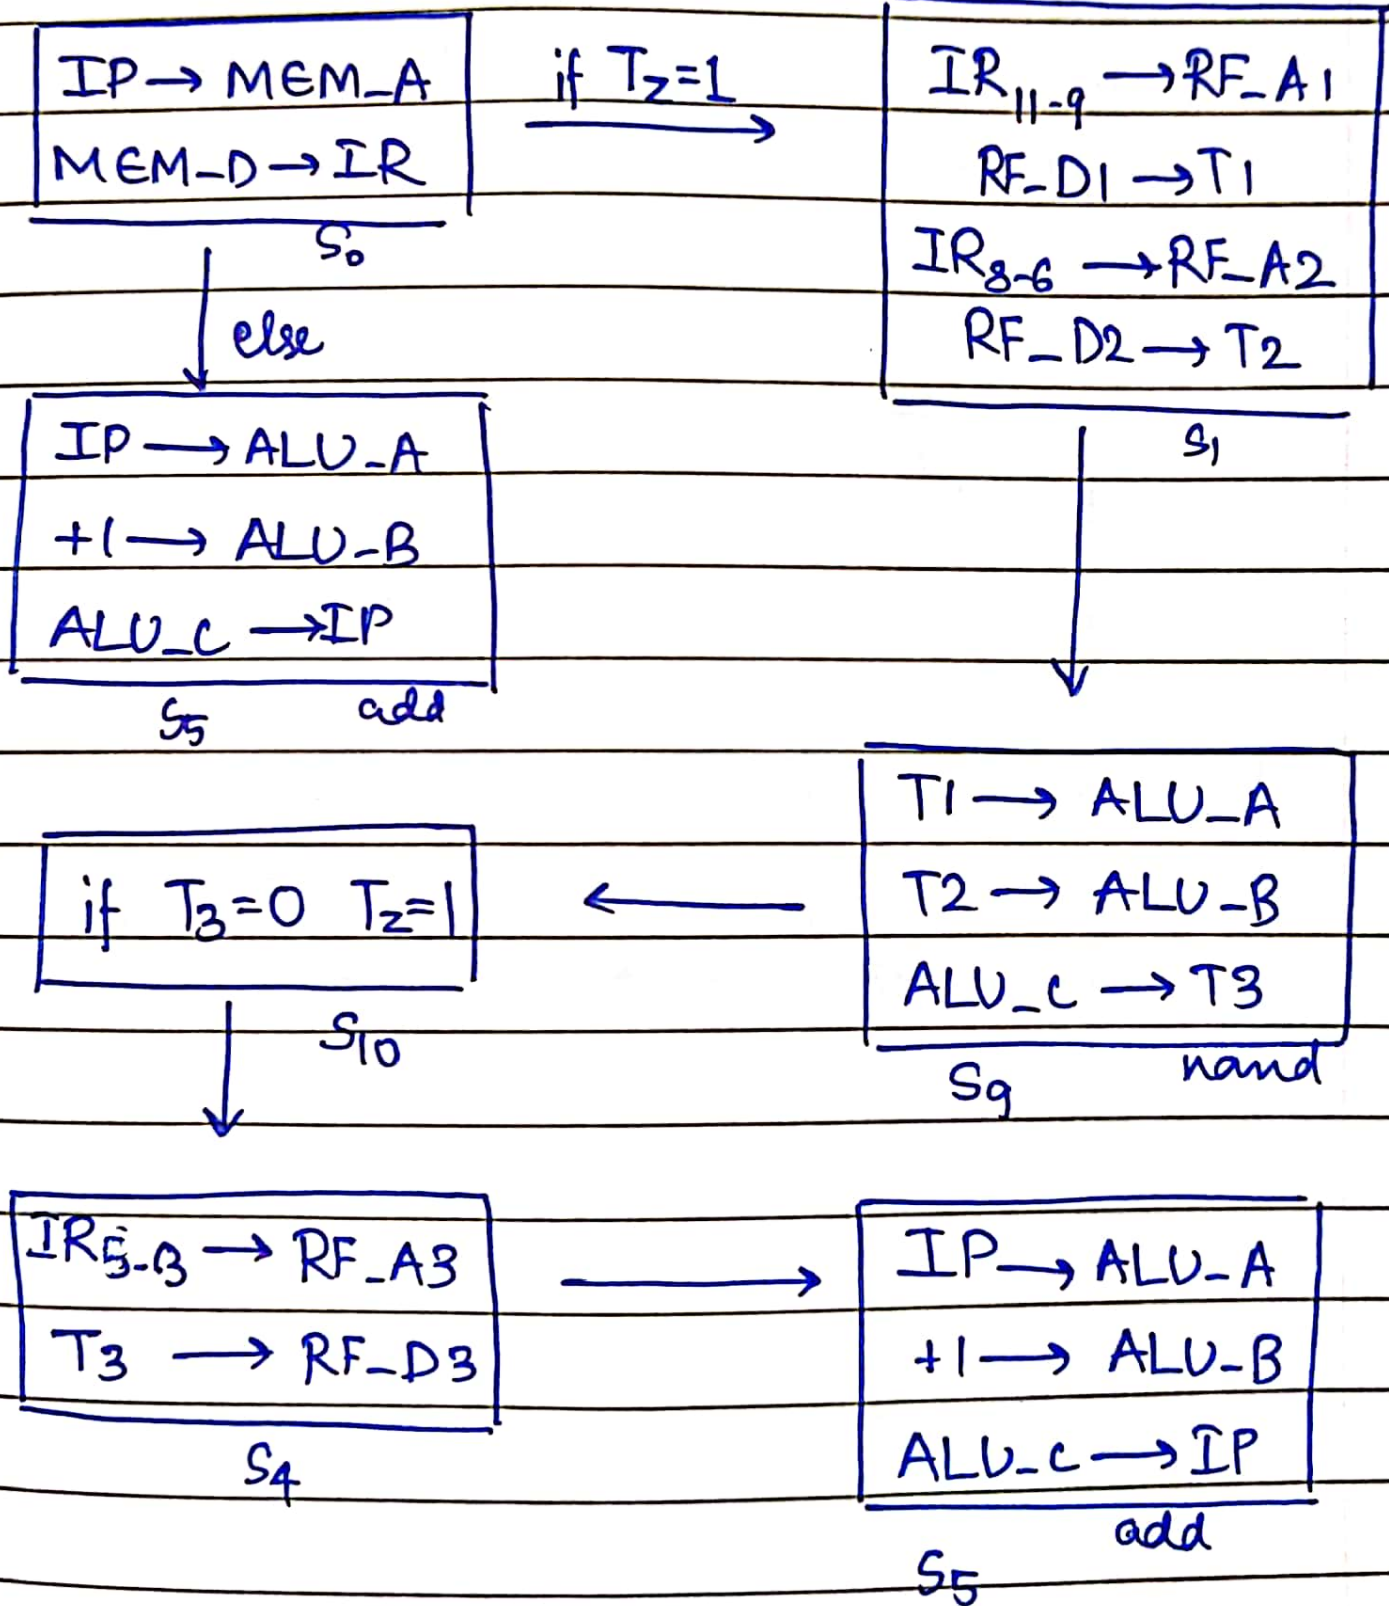 IP → MEM_A
MEM_D → IR
S₀
if T_Z=1
IR₁₁₋₉ → RF_A1
RF_D1 → T1
IR₈₋₆ → RF_A2
RF_D2 → T2
S₁
else
IP → ALU_A
+1 → ALU_B
ALU_C → IP
S₅ add
T1 → ALU_A
T2 → ALU_B
ALU_C → T3
S₉ nand
if T₃=0 T_Z=1
S₁₀
IR₅₋₃ → RF_A3
T3 → RF_D3
S₄
IP → ALU_A
+1 → ALU_B
ALU_C → IP
add
S₅